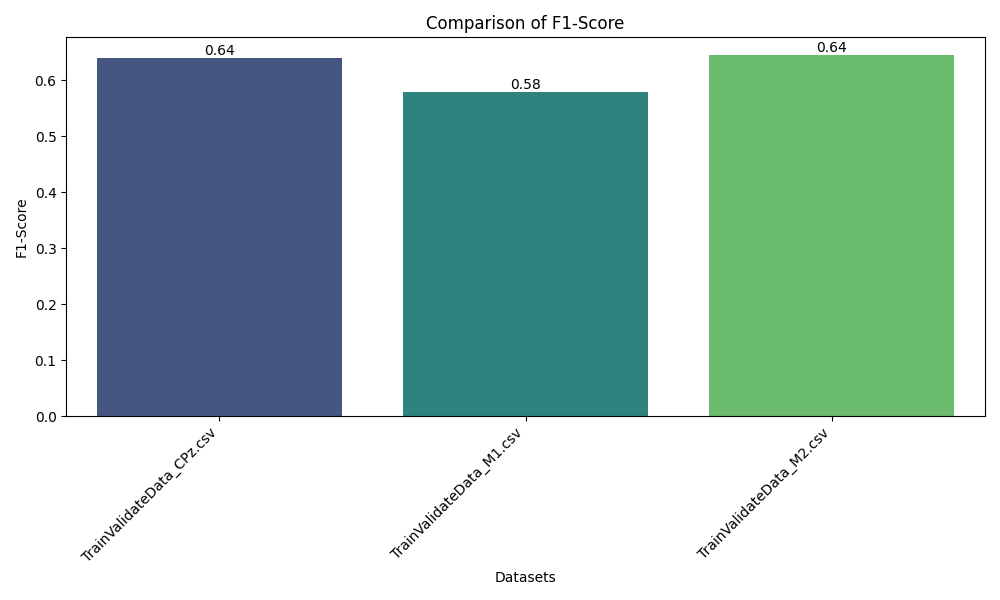 Comparison of F1-Score
0.64
0.58
0.64
F1-Score
0.6
0.5
0.4
0.3
0.2
0.1
0.0
TrainValidateData_CPz.csv
TrainValidateData_M1.csv
TrainValidateData_M2.csv
Datasets